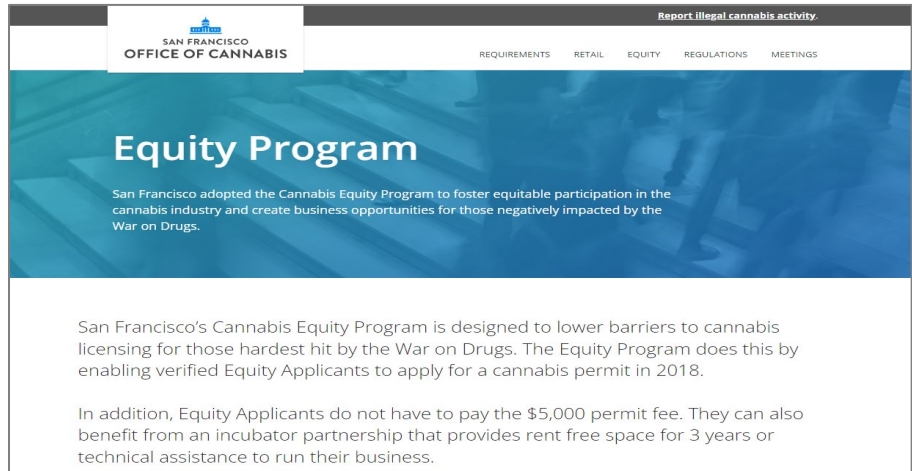 Report illegal cannabis activity.
SAN FRANCISCO
OFFICE OF CANNABIS
REQUIREMENTS RETAIL EQUITY REGULATIONS MEETINGS
Equity Program
San Francisco adopted the Cannabis Equity Program to foster equitable participation in the
cannabis industry and create business opportunities for those negatively impacted by the
War on Drugs.
San Francisco’s Cannabis Equity Program is designed to lower barriers to cannabis
licensing for those hardest hit by the War on Drugs. The Equity Program does this by
enabling verified Equity Applicants to apply for a cannabis permit in 2018.
In addition, Equity Applicants do not have to pay the $5,000 permit fee. They can also
benefit from an incubator partnership that provides rent free space for 3 years or
technical assistance to run their business.